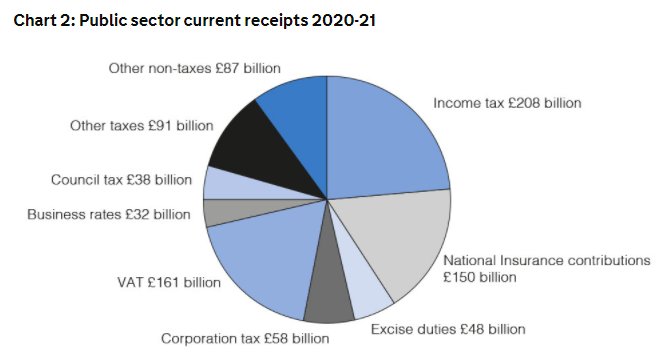 Chart 2: Public sector current receipts 2020-21
Other non-taxes £87 billion
Income tax £208 billion
Other taxes £91 billion
Council tax £38 billion
Business rates £32 billion
National Insurance contributions
£150 billion
VAT £161 billion
Excise duties £48 billion
Corporation tax £58 billion